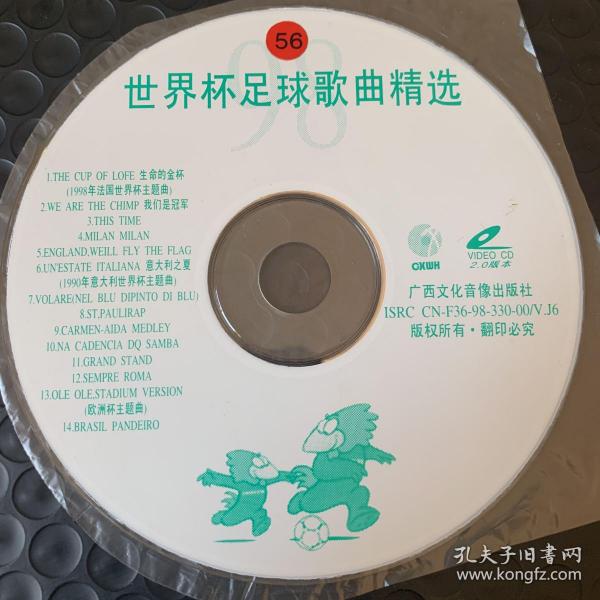 56
98
世界杯足球歌曲精选
1.THE CUP OF LOFE 生命的金杯
(1998年法国世界杯主题曲)
2.WE ARE THE CHIMP 我们是冠军
3.THIS TIME
4.MILAN MILAN
5.ENGLAND,WEILL FLY THE FLAG
6.UN'ESTATE ITALIANA 意大利之夏
(1990年意大利世界杯主题曲)
7.VOLARE(NEL BLU DIPINTO DI BLU)
8.ST.PAULIRAP
9.CARMEN-AIDA MEDLEY
10.NA CADENCIA DQ SAMBA
11.GRAND STAND
12.SEMPRE ROMA
13.OLE OLE,STADIUM VERSION
(欧洲杯主题曲)
14.BRASIL PANDEIRO
GXWH
VIDEO CD
2.0版本
广西文化音像出版社
ISRC CN-F36-98-330-00/V.J6
版权所有·翻印必究
孔夫子旧书网
www.kongfz.com